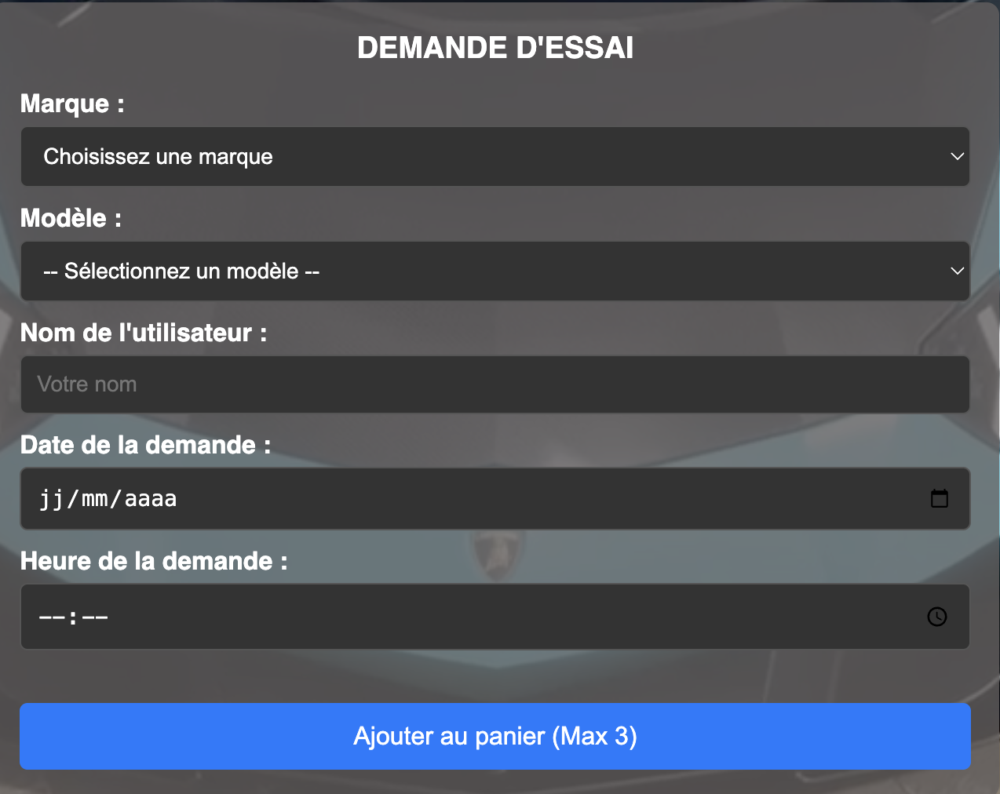 DEMANDE D'ESSAI
Marque :
Choisissez une marque
Modèle :
-- Sélectionnez un modèle --
Nom de l'utilisateur :
Votre nom
Date de la demande :
jj/mm/aaaa
Heure de la demande :
--:--
Ajouter au panier (Max 3)